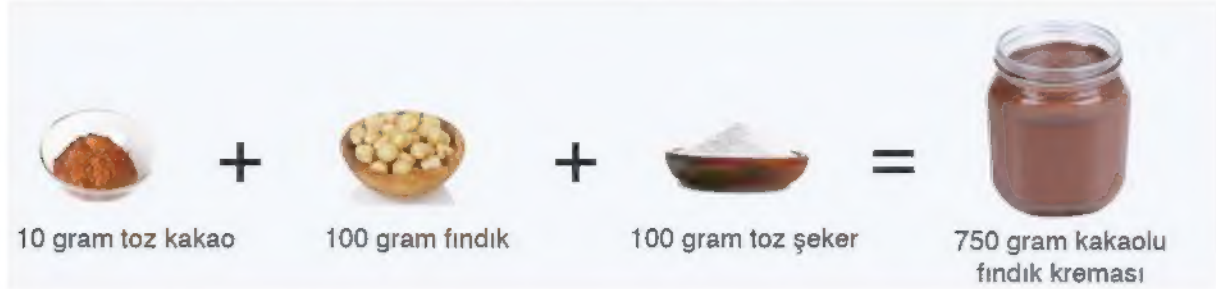 10 gram toz kakao + 100 gram fındık + 100 gram toz şeker = 750 gram kakaolu
fındık kreması